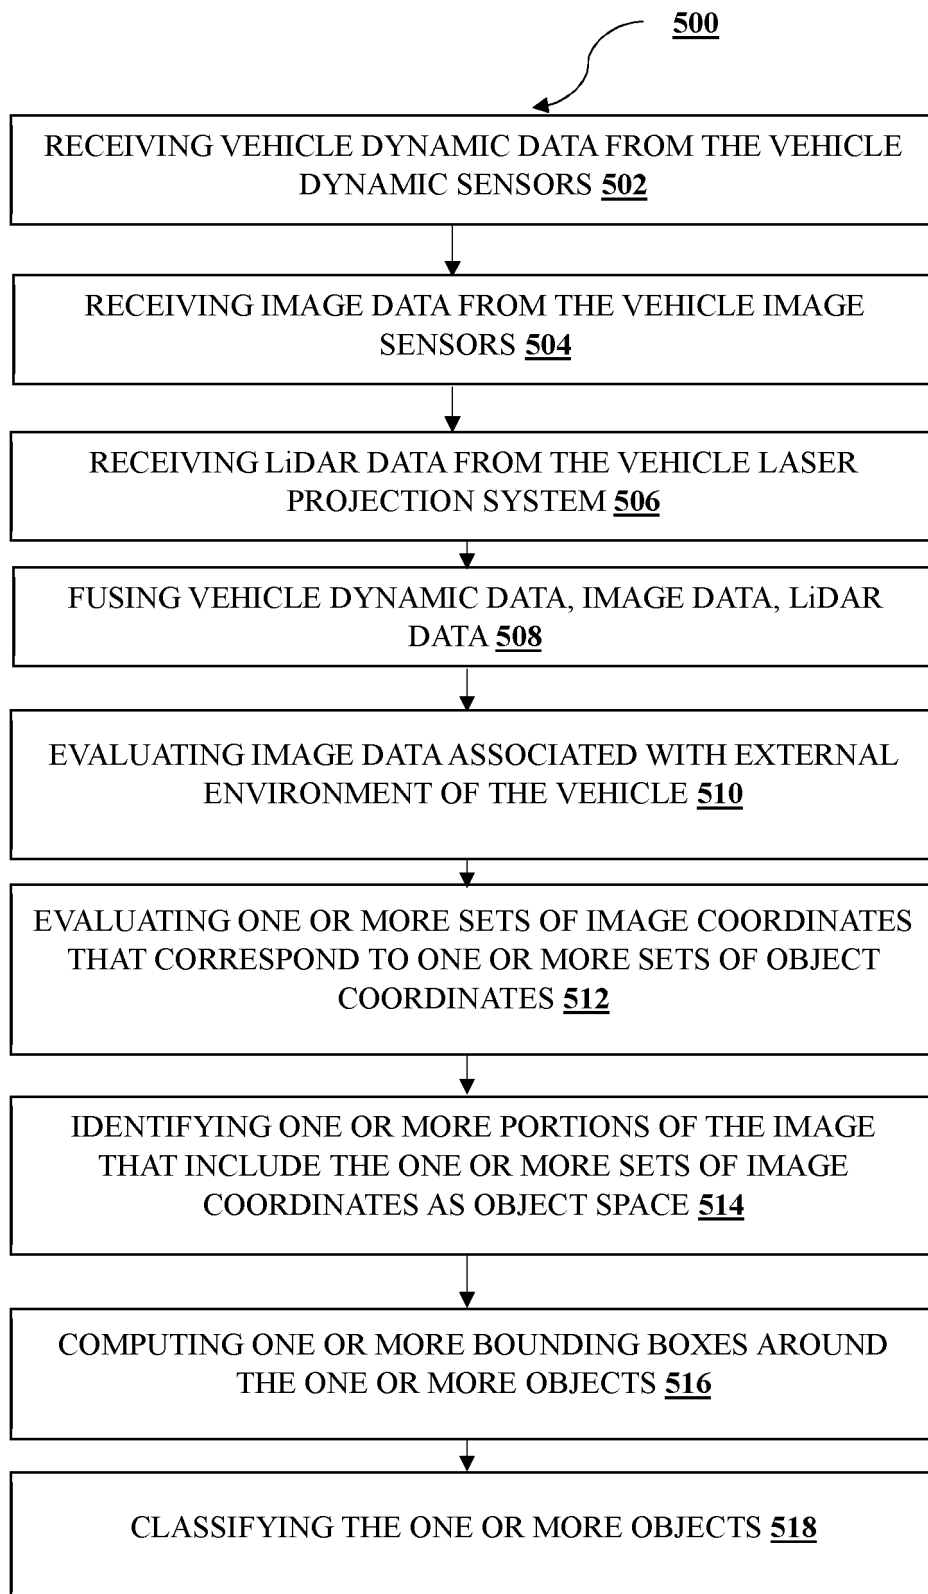 500
RECEIVING VEHICLE DYNAMIC DATA FROM THE VEHICLE
DYNAMIC SENSORS 502
RECEIVING IMAGE DATA FROM THE VEHICLE IMAGE
SENSORS 504
RECEIVING LiDAR DATA FROM THE VEHICLE LASER
PROJECTION SYSTEM 506
FUSING VEHICLE DYNAMIC DATA, IMAGE DATA, LiDAR
DATA 508
EVALUATING IMAGE DATA ASSOCIATED WITH EXTERNAL
ENVIRONMENT OF THE VEHICLE 510
EVALUATING ONE OR MORE SETS OF IMAGE COORDINATES
THAT CORRESPOND TO ONE OR MORE SETS OF OBJECT
COORDINATES 512
IDENTIFYING ONE OR MORE PORTIONS OF THE IMAGE
THAT INCLUDE THE ONE OR MORE SETS OF IMAGE
COORDINATES AS OBJECT SPACE 514
COMPUTING ONE OR MORE BOUNDING BOXES AROUND
THE ONE OR MORE OBJECTS 516
CLASSIFYING THE ONE OR MORE OBJECTS 518